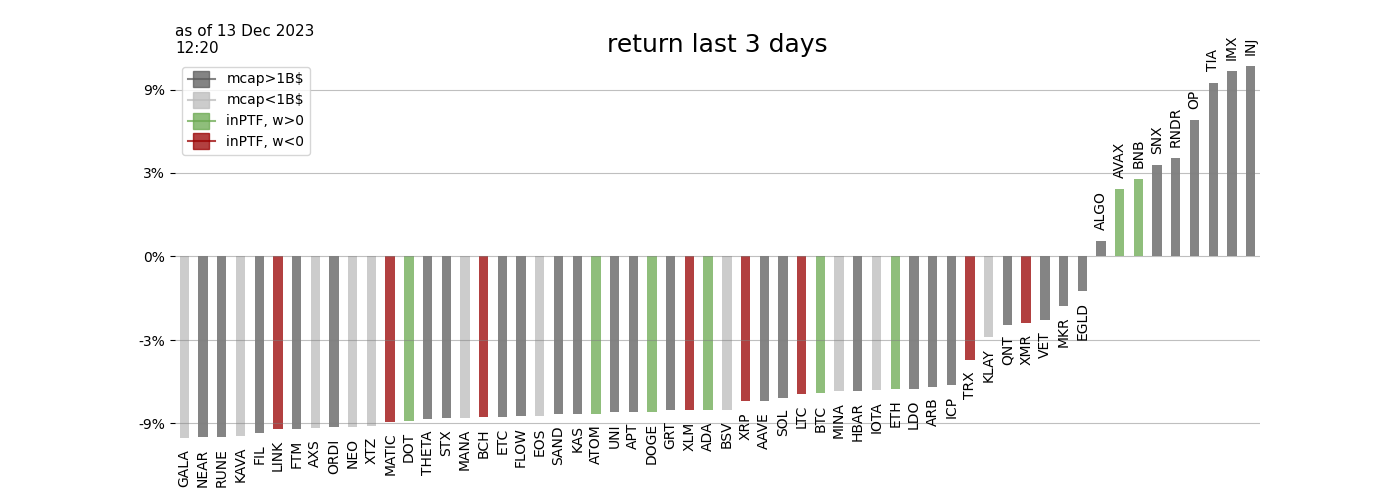 as of 13 Dec 2023
12:20
return last 3 days
mcap>1B$
mcap<1B$
inPTF, w>0
inPTF, w<0
9%
3%
0%
-3%
-9%
GALA
NEAR
RUNE
KAVA
FIL
LINK
FTM
AXS
ORDI
NEO
XTZ
MATIC
DOT
THETA
STX
MANA
BCH
ETC
FLOW
EOS
SAND
KAS
ATOM
UNI
APT
DOGE
GRT
XLM
ADA
BSV
XRP
AAVE
SOL
LTC
BTC
MINA
HBAR
IOTA
ETH
LDO
ARB
ICP
TRX
KLAY
QNT
XMR
VET
MKR
EGLD
ALGO
AVAX
BNB
SNX
RNDR
OP
TIA
IMX
INJ